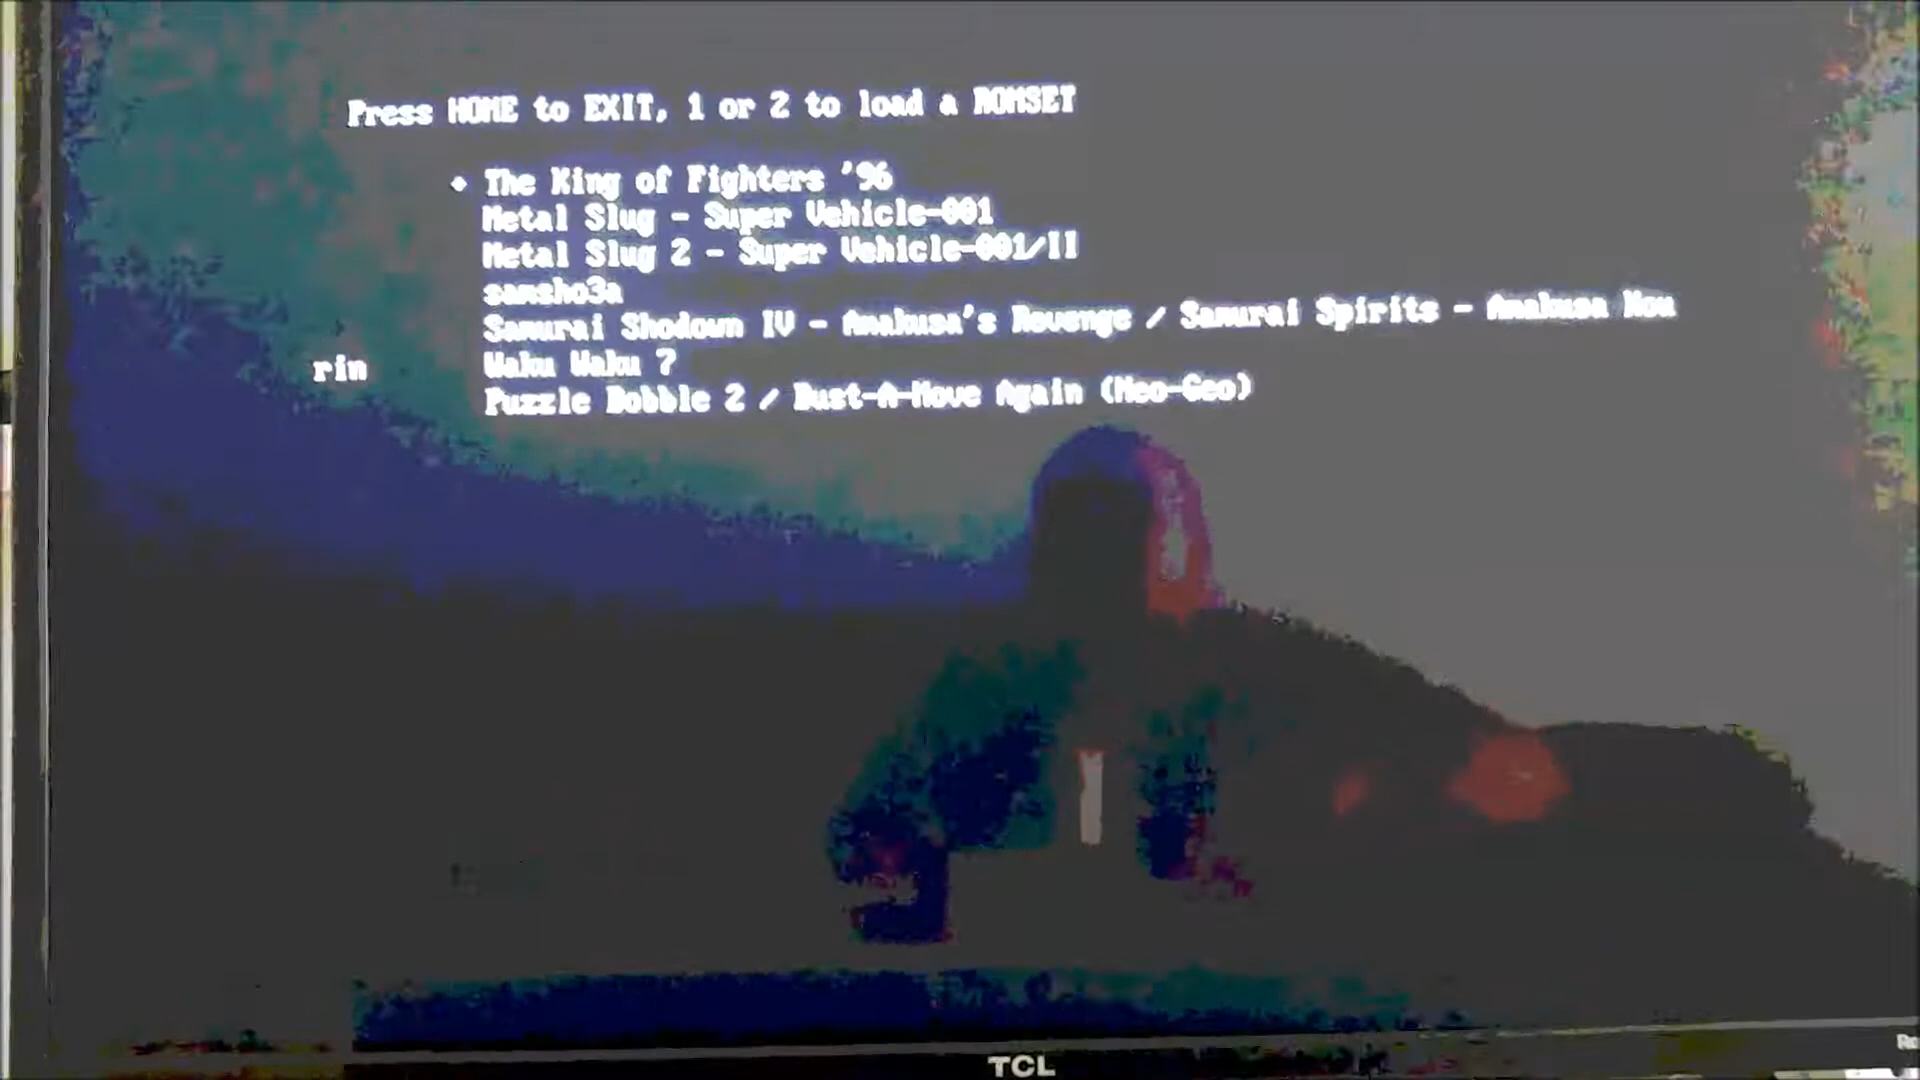 Press HOME to EXIT, 1 or 2 to load a ROMSET
The King of Fighters '96
Metal Slug - Super Vehicle-001
Metal Slug 2 - Super Vehicle-001/II
samsho3a
Samurai Shodown IV - Amakusa's Revenge / Samurai Spirits - Amakusa Kou
rin
Waku Waku 7
Puzzle Bobble 2 / Bust-A-Move Again (Neo-Geo)
TCL